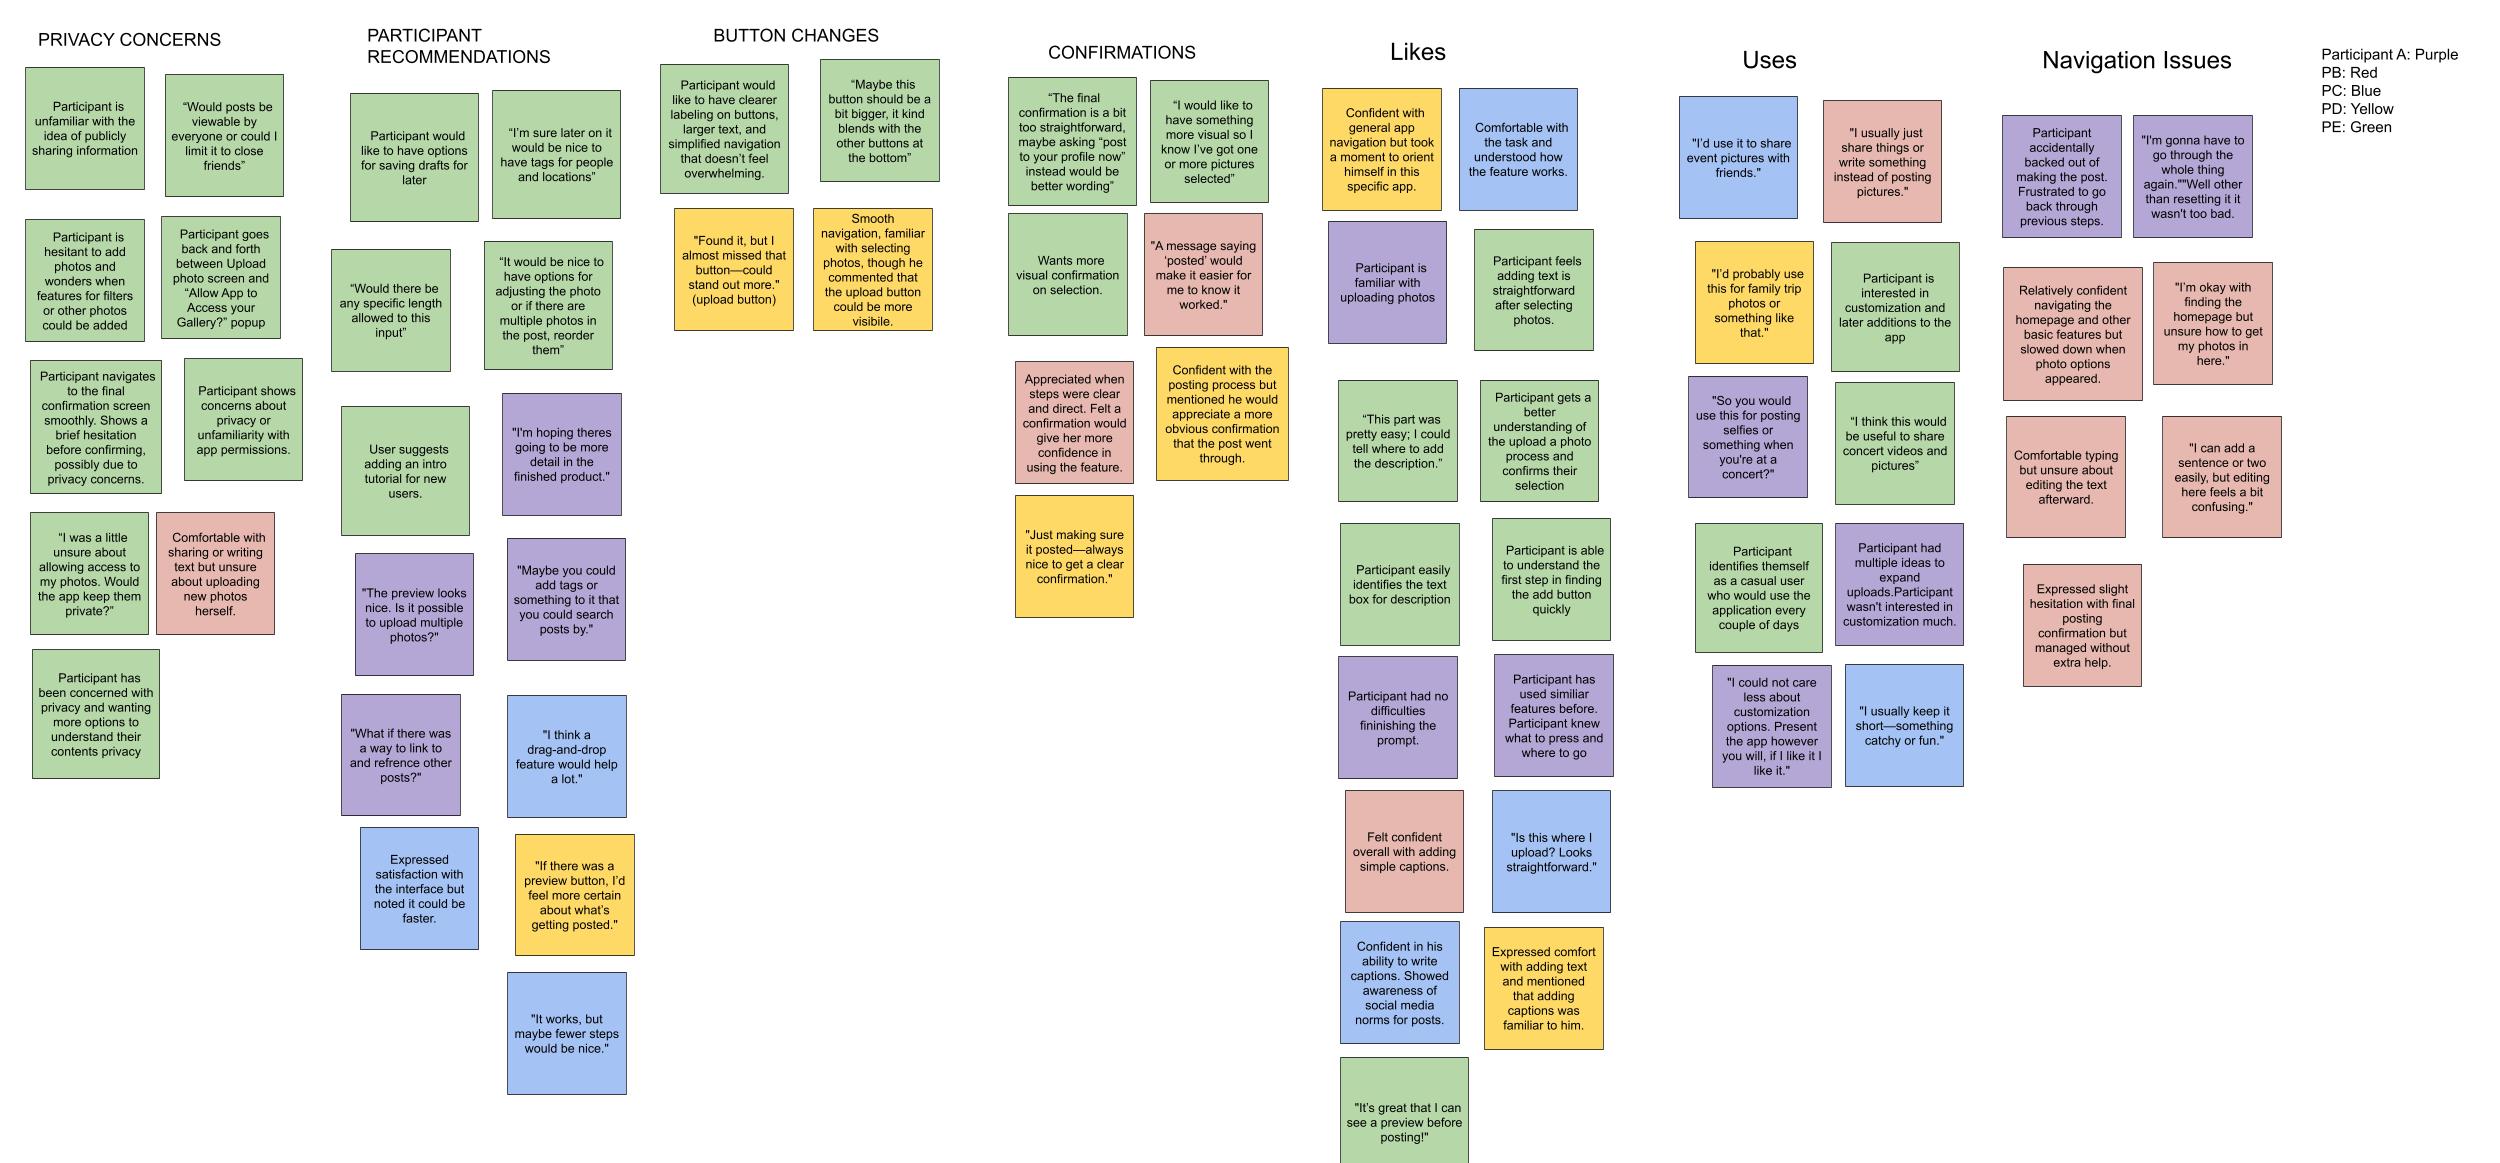 PRIVACY CONCERNS
Participant is
unfamiliar with the
idea of publicly
sharing information
“Would posts be
viewable by
everyone or could I
limit it to close
friends”
Participant is
hesitant to add
photos and
wonders when
features for filters
or other photos
could be added
Participant goes
back and forth
between Upload
photo screen and
“Allow App to
Access your
Gallery?” popup
Participant navigates
to the final
confirmation screen
smoothly. Shows a
brief hesitation
before confirming,
possibly due to
privacy concerns.
Participant shows
concerns about
privacy or
unfamiliarity with
app permissions.
“I was a little
unsure about
allowing access to
my photos. Would
the app keep them
private?”
Comfortable with
sharing or writing
text but unsure
about uploading
new photos
herself.
Participant has
been concerned with
privacy and wanting
more options to
understand their
contents privacy
PARTICIPANT
RECOMMENDATIONS
Participant would
like to have options
for saving drafts for
later
“I’m sure later on it
would be nice to
have tags for people
and locations”
“Would there be
any specific length
allowed to this
input”
“It would be nice to
have options for
adjusting the photo
or if there are
multiple photos in
the post, reorder
them”
User suggests
adding an intro
tutorial for new
users.
"I'm hoping theres
going to be more
detail in the
finished product."
"The preview looks
nice. Is it possible
to upload multiple
photos?"
"Maybe you could
add tags or
something to it that
you could search
posts by."
"What if there was
a way to link to
and refrence other
posts?"
"I think a
drag-and-drop
feature would help
a lot."
Expressed
satisfaction with
the interface but
noted it could be
faster.
"If there was a
preview button, I’d
feel more certain
about what’s
getting posted."
"It works, but
maybe fewer steps
would be nice."
BUTTON CHANGES
Participant would
like to have clearer
labeling on buttons,
larger text, and
simplified navigation
that doesn’t feel
overwhelming.
“Maybe this
button should be a
bit bigger, it kind
blends with the
other buttons at
the bottom”
"Found it, but I
almost missed that
button—could
stand out more."
(upload button)
Smooth
navigation, familiar
with selecting
photos, though he
commented that
the upload button
could be more
visibile.
CONFIRMATIONS
“The final
confirmation is a bit
too straightforward,
maybe asking “post
to your profile now”
instead would be
better wording”
“I would like to
have something
more visual so I
know I’ve got one
or more pictures
selected”
Wants more
visual confirmation
on selection.
"A message saying
‘posted’ would
make it easier for
me to know it
worked."
Appreciated when
steps were clear
and direct. Felt a
confirmation would
give her more
confidence in
using the feature.
Confident with the
posting process but
mentioned he would
appreciate a more
obvious confirmation
that the post went
through.
"Just making sure
it posted—always
nice to get a clear
confirmation."
Likes
Confident with
general app
navigation but took
a moment to orient
himself in this
specific app.
Comfortable with
the task and
understood how
the feature works.
Participant is
familiar with
uploading photos
Participant feels
adding text is
straightforward
after selecting
photos.
“This part was
pretty easy; I could
tell where to add
the description.”
Participant gets a
better
understanding of
the upload a photo
process and
confirms their
selection
Participant easily
identifies the text
box for description
Participant is able
to understand the
first step in finding
the add button
quickly
Participant had no
difficulties
fininishing the
prompt.
Participant has
used similiar
features before.
Participant knew
what to press and
where to go
Felt confident
overall with adding
simple captions.
"Is this where I
upload? Looks
straightforward."
Confident in his
ability to write
captions. Showed
awareness of
social media
norms for posts.
Expressed comfort
with adding text
and mentioned
that adding
captions was
familiar to him.
"It’s great that I can
see a preview before
posting!"
Uses
"I’d use it to share
event pictures with
friends."
"I usually just
share things or
write something
instead of posting
pictures."
"I’d probably use
this for family trip
photos or
something like
that."
Participant is
interested in
customization and
later additions to the
app
"So you would
use this for posting
selfies or
something when
you're at a
concert?"
“I think this would
be useful to share
concert videos and
pictures”
Participant
identifies themself
as a casual user
who would use the
application every
couple of days
Participant had
multiple ideas to
expand
uploads.Participant
wasn't interested in
customization much.
"I could not care
less about
customization
options. Present
the app however
you will, if I like it I
like it."
"I usually keep it
short—something
catchy or fun."
Navigation Issues
Participant
accidentally
backed out of
making the post.
Frustrated to go
back through
previous steps.
"I'm gonna have to
go through the
whole thing
again.""Well other
than resetting it it
wasn't too bad.
Relatively confident
navigating the
homepage and other
basic features but
slowed down when
photo options
appeared.
"I’m okay with
finding the
homepage but
unsure how to get
my photos in
here."
Comfortable typing
but unsure about
editing the text
afterward.
"I can add a
sentence or two
easily, but editing
here feels a bit
confusing."
Expressed slight
hesitation with final
posting
confirmation but
managed without
extra help.
Participant A: Purple
PB: Red
PC: Blue
PD: Yellow
PE: Green